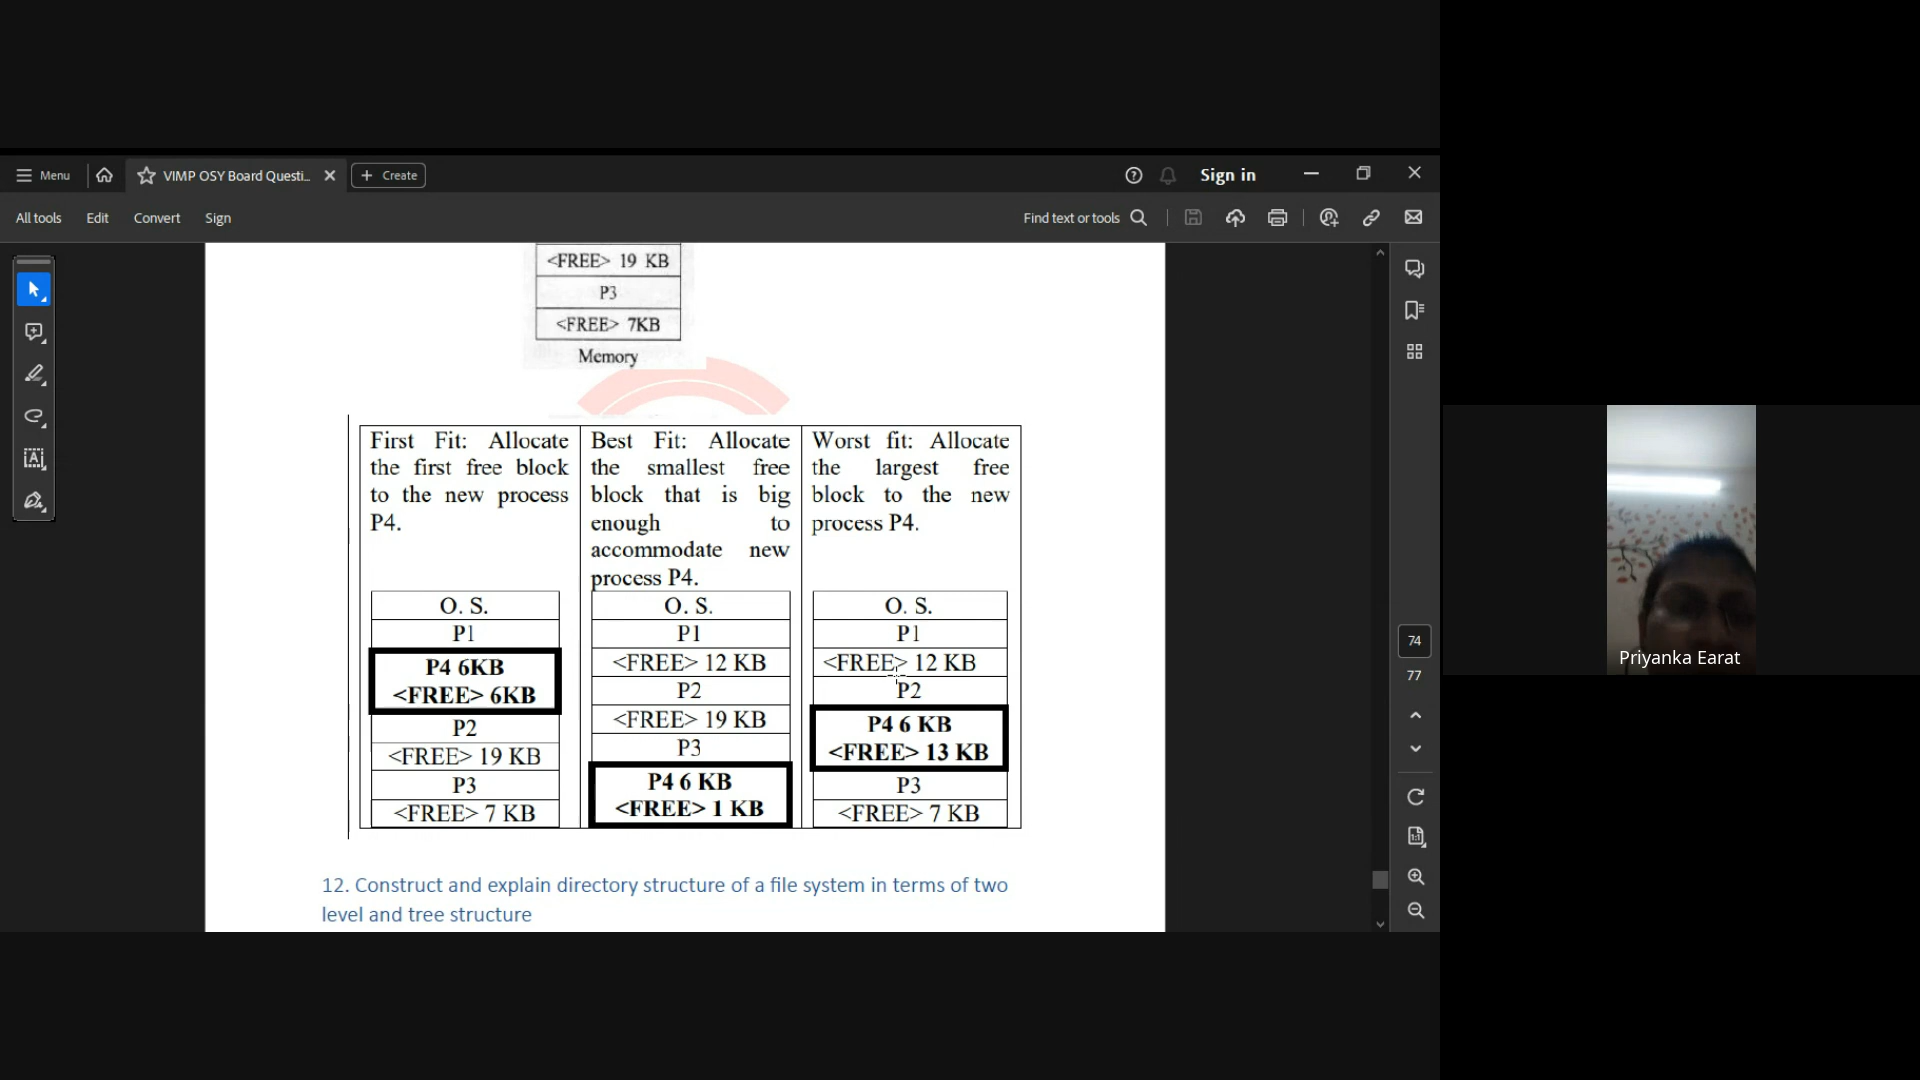 Menu
VIMP OSY Board Questi...
Create
Sign in
All tools
Edit
Convert
Sign
Find text or tools
<FREE> 19 KB
P3
<FREE> 7KB
Memory
First Fit: Allocate
the first free block
to the new process
P4.
O. S.
P1
P4 6KB
<FREE> 6KB
P2
<FREE> 19 KB
P3
<FREE> 7 KB
Best Fit: Allocate
the smallest free
block that is big
enough to
accommodate new
process P4.
O. S.
P1
<FREE> 12 KB
P2
<FREE> 19 KB
P3
P4 6 KB
<FREE> 1 KB
Worst fit: Allocate
the largest free
block to the new
process P4.
O. S.
P1
<FREE> 12 KB
P2
P4 6 KB
<FREE> 13 KB
P3
<FREE> 7 KB
12. Construct and explain directory structure of a file system in terms of two
level and tree structure
74
77
Priyanka Earat